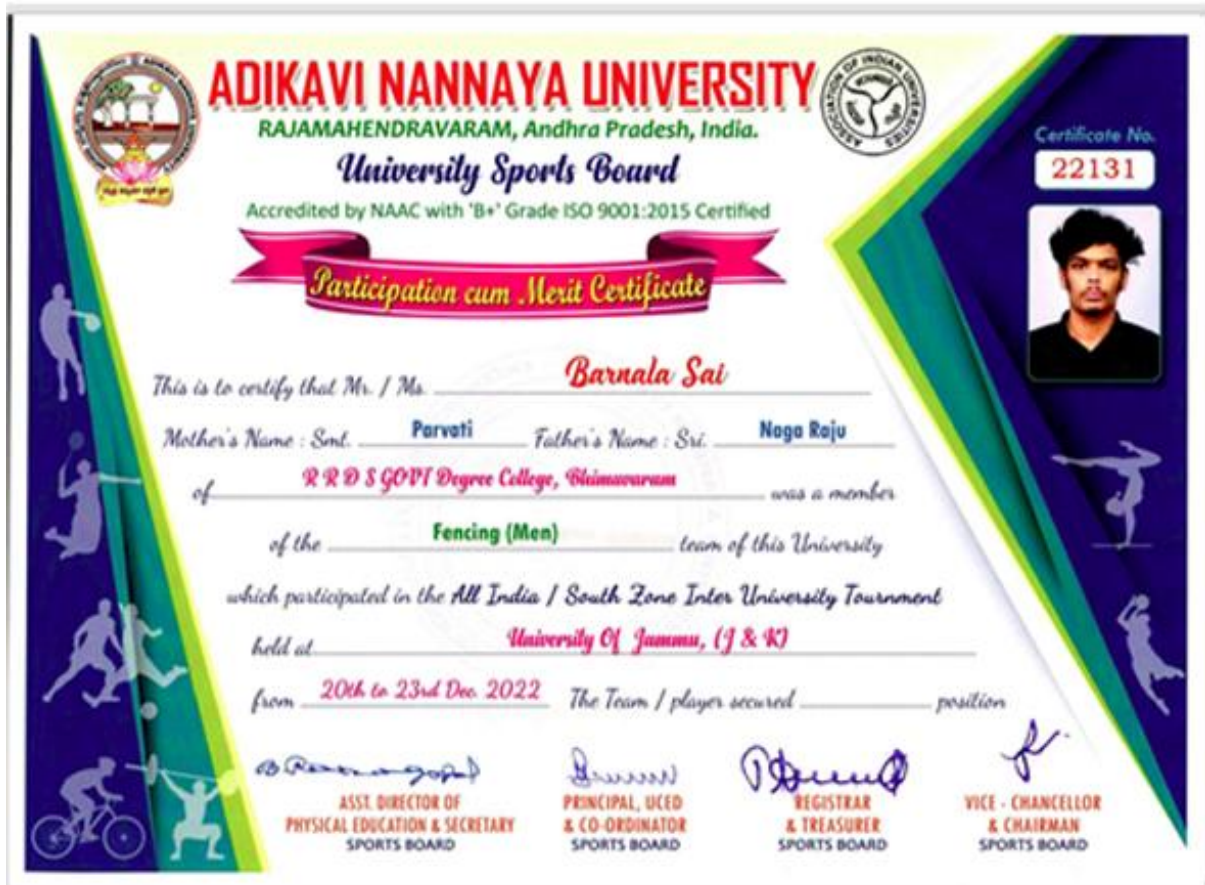 ADIKAVI NANNAYA UNIVERSITY
RAJAMAHENDRAVARAM, Andhra Pradesh, India.
University Sports Board
Accredited by NAAC with 'B+' Grade ISO 9001:2015 Certified
Participation cum Merit Certificate
ASSOCIATION OF INDIAN UNIVERSITIES
Certificate No.
22131
This is to certify that Mr. / Ms. Barnala Sai
Mother's Name : Smt. Parvati Father's Name : Sri. Naga Raju
of R R D S GOVT Degree College, Bhimavaram was a member
of the Fencing (Men) team of this University
which participated in the All India / South Zone Inter University Tournment
held at University Of Jammu, (J & K)
from 20th to 23rd Dec. 2022 The Team / player secured position
ASST. DIRECTOR OF
PHYSICAL EDUCATION & SECRETARY
SPORTS BOARD
PRINCIPAL, UCED
& CO-ORDINATOR
SPORTS BOARD
REGISTRAR
& TREASURER
SPORTS BOARD
VICE - CHANCELLOR
& CHAIRMAN
SPORTS BOARD